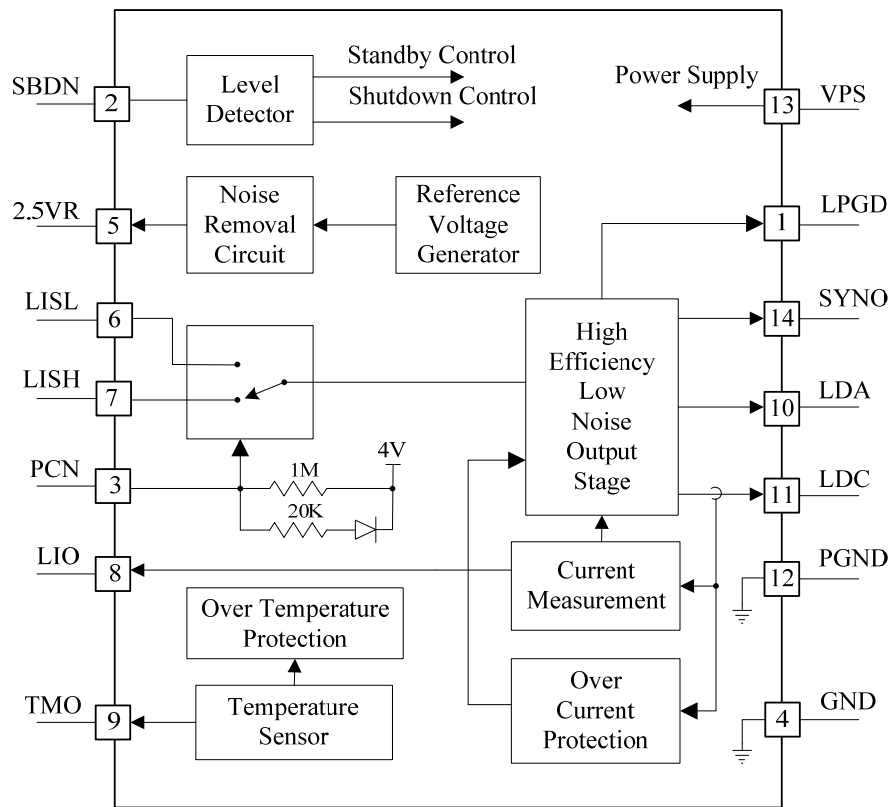 SBDN
2
Level
Detector
Standby Control
Shutdown Control
Power Supply
13
VPS
2.5VR
5
Noise
Removal
Circuit
Reference
Voltage
Generator
1
LPGD
LISL
6
LISH
7
High
Efficiency
Low
Noise
Output
Stage
14
SYNO
10
LDA
PCN
3
1M
4V
20K
11
LDC
LIO
8
Current
Measurement
12
PGND
Over Temperature
Protection
TMO
9
Temperature
Sensor
Over
Current
Protection
4
GND